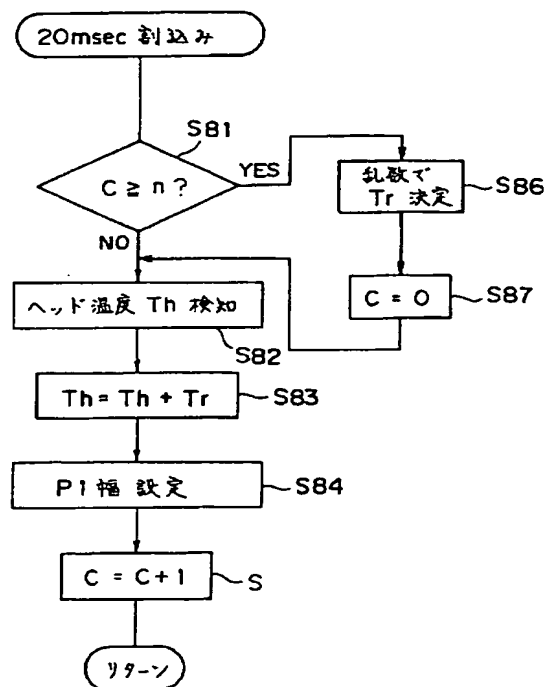 20msec 割込み
S81
C ≥ n ?
YES
NO
乱数で
Tr 決定
S86
C = 0
S87
ヘッド温度 Th 検知
S82
Th = Th + Tr
S83
P1幅 設定
S84
C = C+1
S
リターン